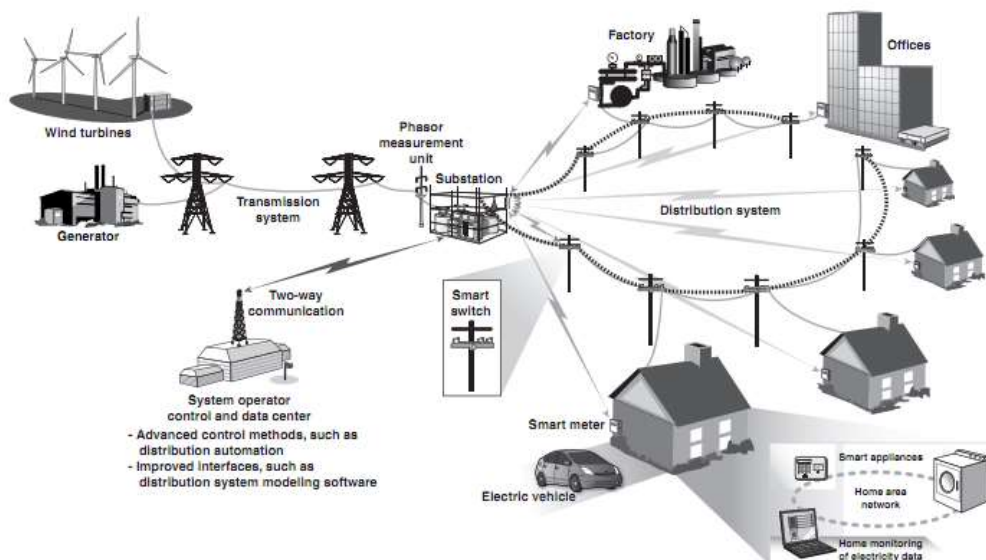 Factory
Offices
Wind turbines
Phasor
measurement
unit
Substation
Transmission
system
Generator
Distribution system
Two-way
communication
Smart
switch
System operator
control and data center
- Advanced control methods, such as
distribution automation
- Improved interfaces, such as
distribution system modeling software
Smart meter
Electric vehicle
Smart appliances
Home area
network
Home monitoring
of electricity data